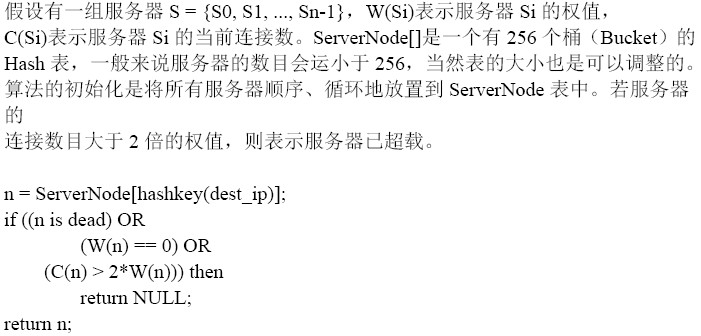 假设有一组服务器 S = {S0, S1, ..., Sn-1}，W(Si)表示服务器 Si 的权值，
C(Si)表示服务器 Si 的当前连接数。ServerNode[]是一个有 256 个桶（Bucket）的
Hash 表，一般来说服务器的数目会运小于 256，当然表的大小也是可以调整的。
算法的初始化是将所有服务器顺序、循环地放置到 ServerNode 表中。若服务器
的
连接数目大于 2 倍的权值，则表示服务器已超载。
n = ServerNode[hashkey(dest_ip)];
if ((n is dead) OR
(W(n) == 0) OR
(C(n) > 2*W(n))) then
return NULL;
return n;